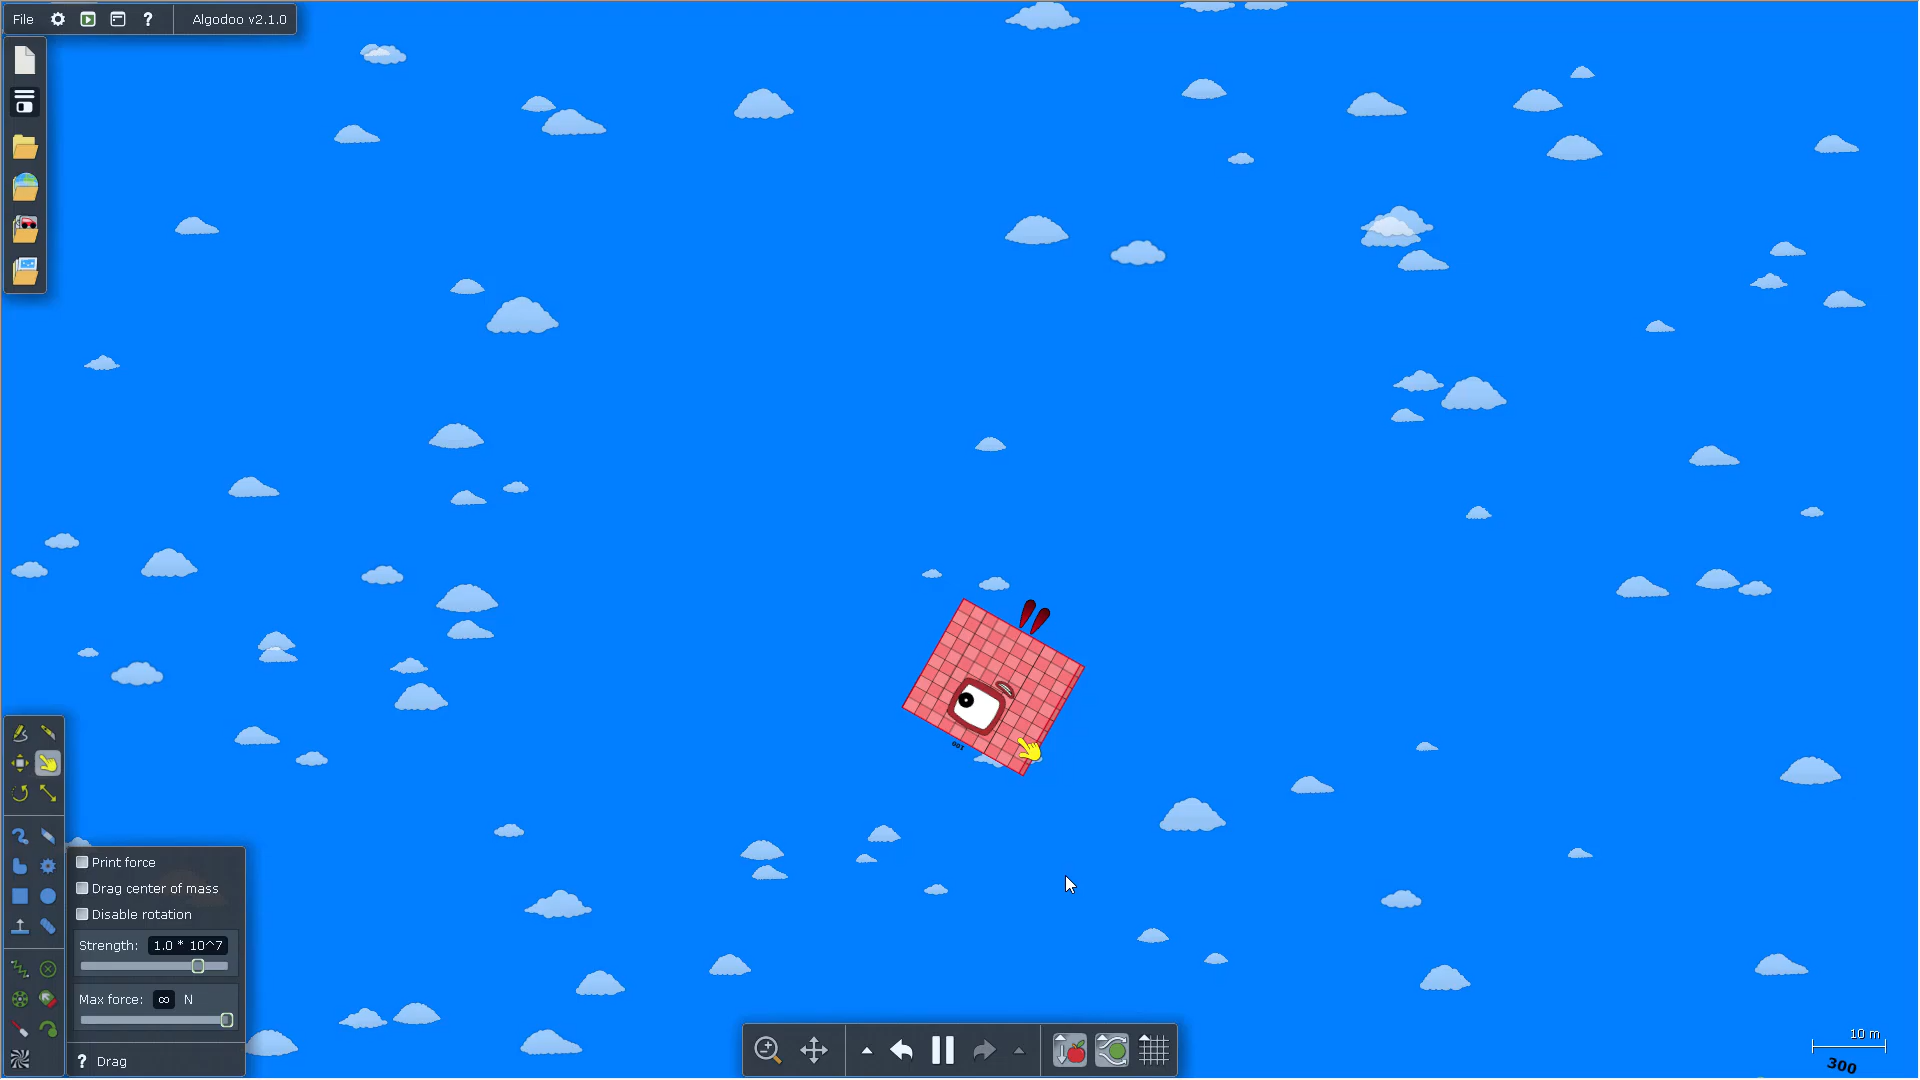 File ? Algodoo v2.1.0
001
Print force
Drag center of mass
Disable rotation
Strength: 1.0 * 10^7
Max force: ∞ N
? Drag
10 m
300